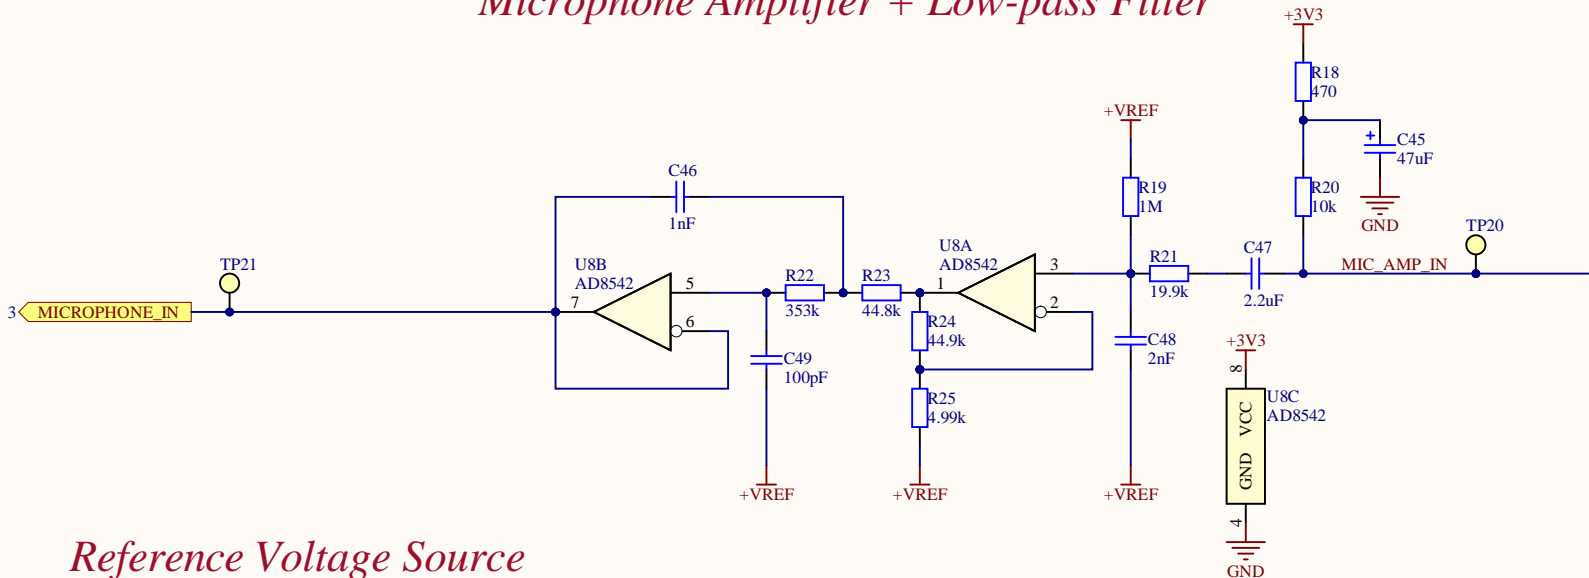 Microphone Amplifier + Low-pass Filter
+3V3
R18
470
+VREF
C45
47uF
C46
1nF
R19
1M
R20
10k
GND
TP20
TP21
U8B
AD8542
7
5
6
R22
353k
R23
44.8k
U8A
AD8542
1
3
2
R21
19.9k
C47
2.2uF
MIC_AMP_IN
3
MICROPHONE_IN
R24
44.9k
C48
2nF
C49
100pF
R25
4.99k
+3V3
8
U8C
AD8542
VCC
GND
4
GND
+VREF
+VREF
+VREF
Reference Voltage Source